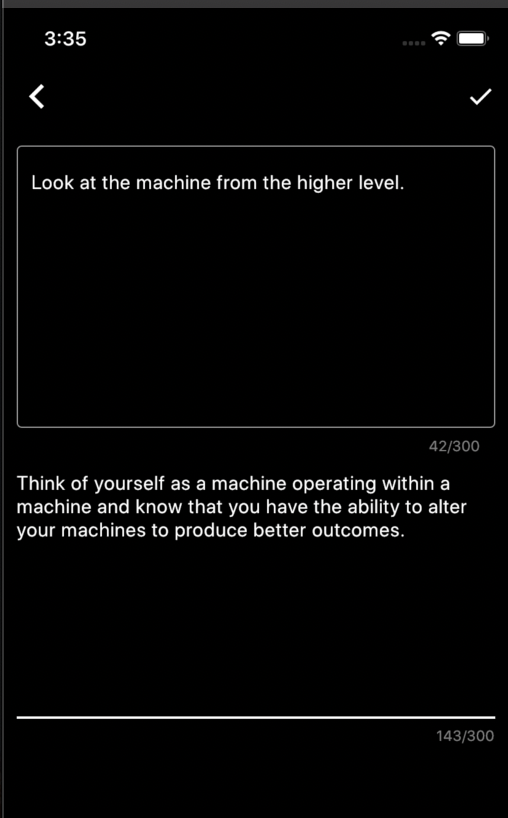 3:35
Look at the machine from the higher level.
42/300
Think of yourself as a machine operating within a
machine and know that you have the ability to alter
your machines to produce better outcomes.
143/300